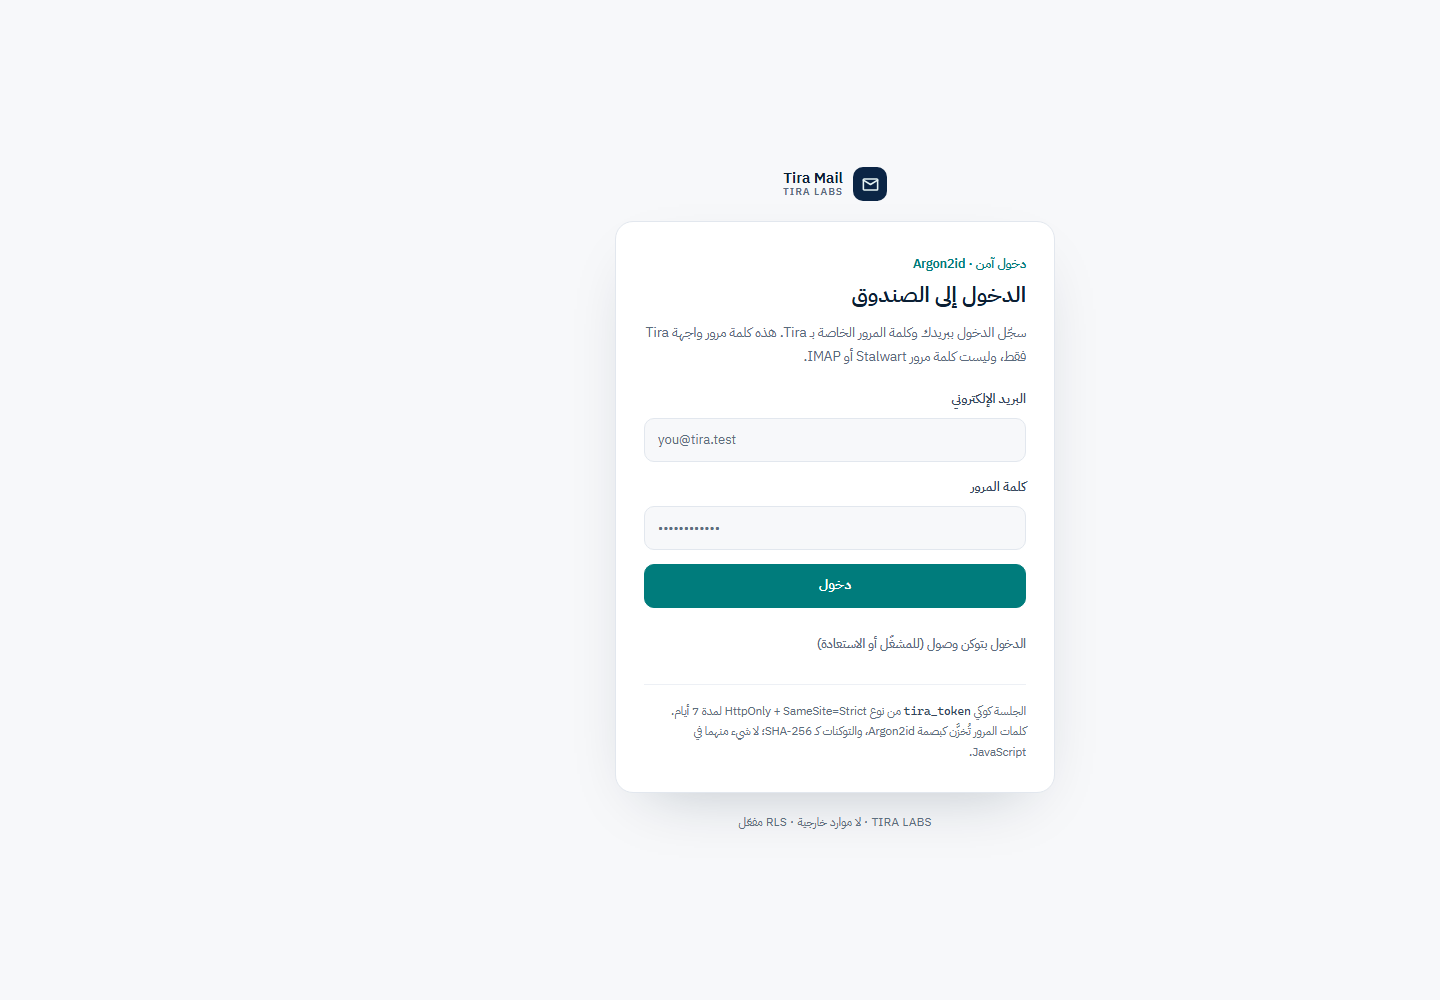 Tira Mail
TIRA LABS
دخول آمن · Argon2id
الدخول إلى الصندوق
سجّل الدخول ببريدك وكلمة المرور الخاصة بـ Tira. هذه كلمة مرور واجهة Tira
فقط، وليست كلمة مرور Stalwart أو IMAP.
البريد الإلكتروني
you@tira.test
كلمة المرور
••••••••••••
دخول
الدخول بتوكن وصول (للمشغّل أو الاستعادة)
الجلسة كوكي tira_token من نوع HttpOnly + SameSite=Strict لمدة 7 أيام.
كلمات المرور تُخزَّن كبصمة Argon2id، والتوكنات كـ SHA-256؛ لا شيء منهما في
JavaScript.
TIRA LABS · لا موارد خارجية · RLS مفعّل